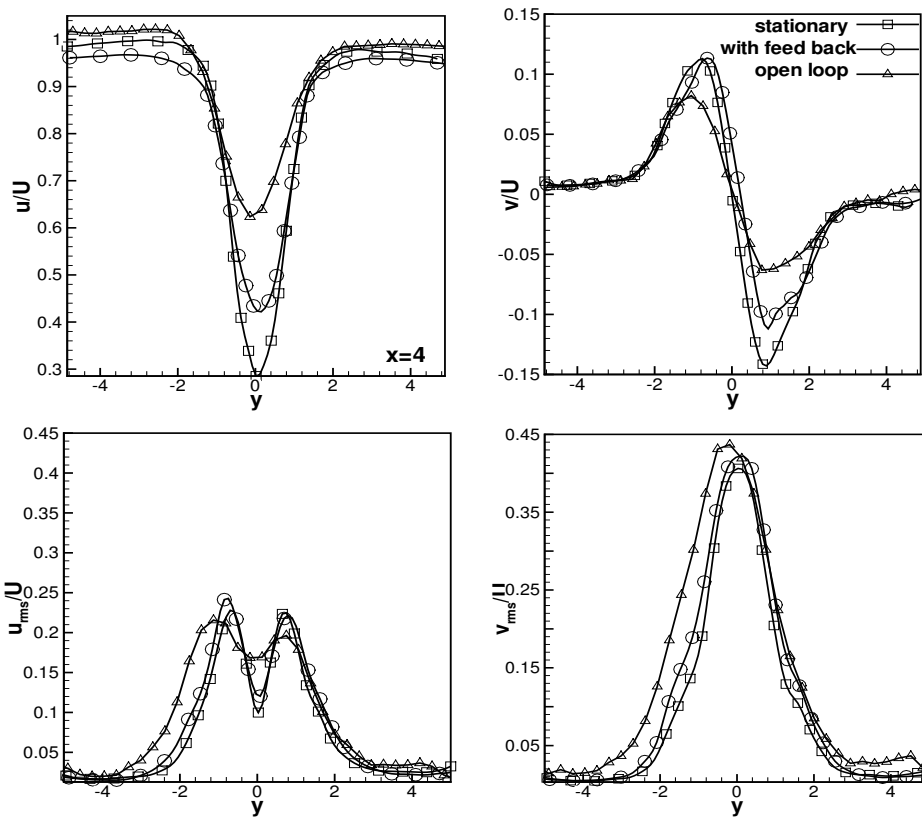 1
0.9
0.8
0.7
0.6
0.5
0.4
0.3
u/U
x=4
-4 -2 0 2 4
y
0.15
0.1
0.05
0
-0.05
-0.1
-0.15
v/U
stationary
with feed back
open loop
-4 -2 0 2 4
y
0.45
0.4
0.35
0.3
0.25
0.2
0.15
0.1
0.05
u_rms/U
-4 -2 0 2 4
y
0.45
0.35
0.25
0.15
0.05
v_rms/U
-4 -2 0 2 4
y